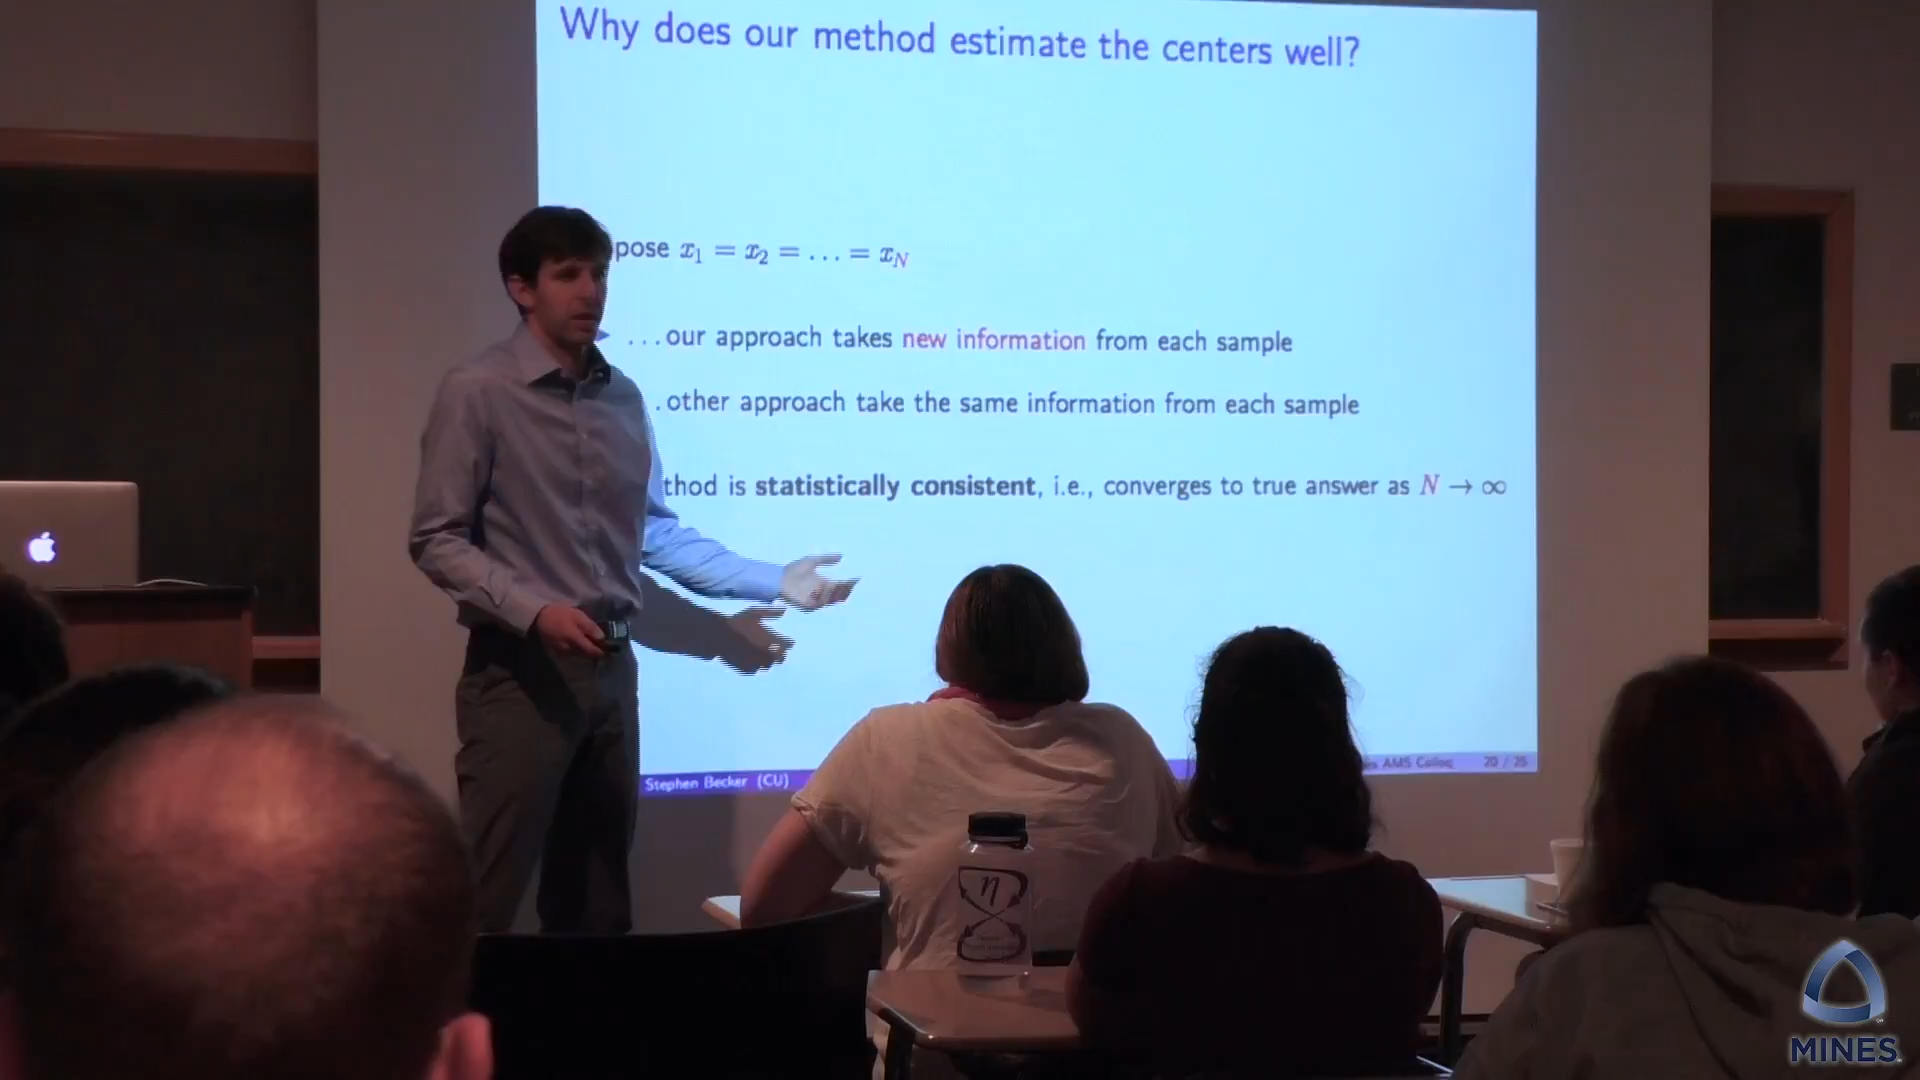 Why does our method estimate the centers well?
pose x₁ = x₂ = ... = x_N
... our approach takes new information from each sample
. other approach take the same information from each sample
thod is statistically consistent, i.e., converges to true answer as N → ∞
Stephen Becker (CU)
AMS Colloq 20 / 25
η
MINES